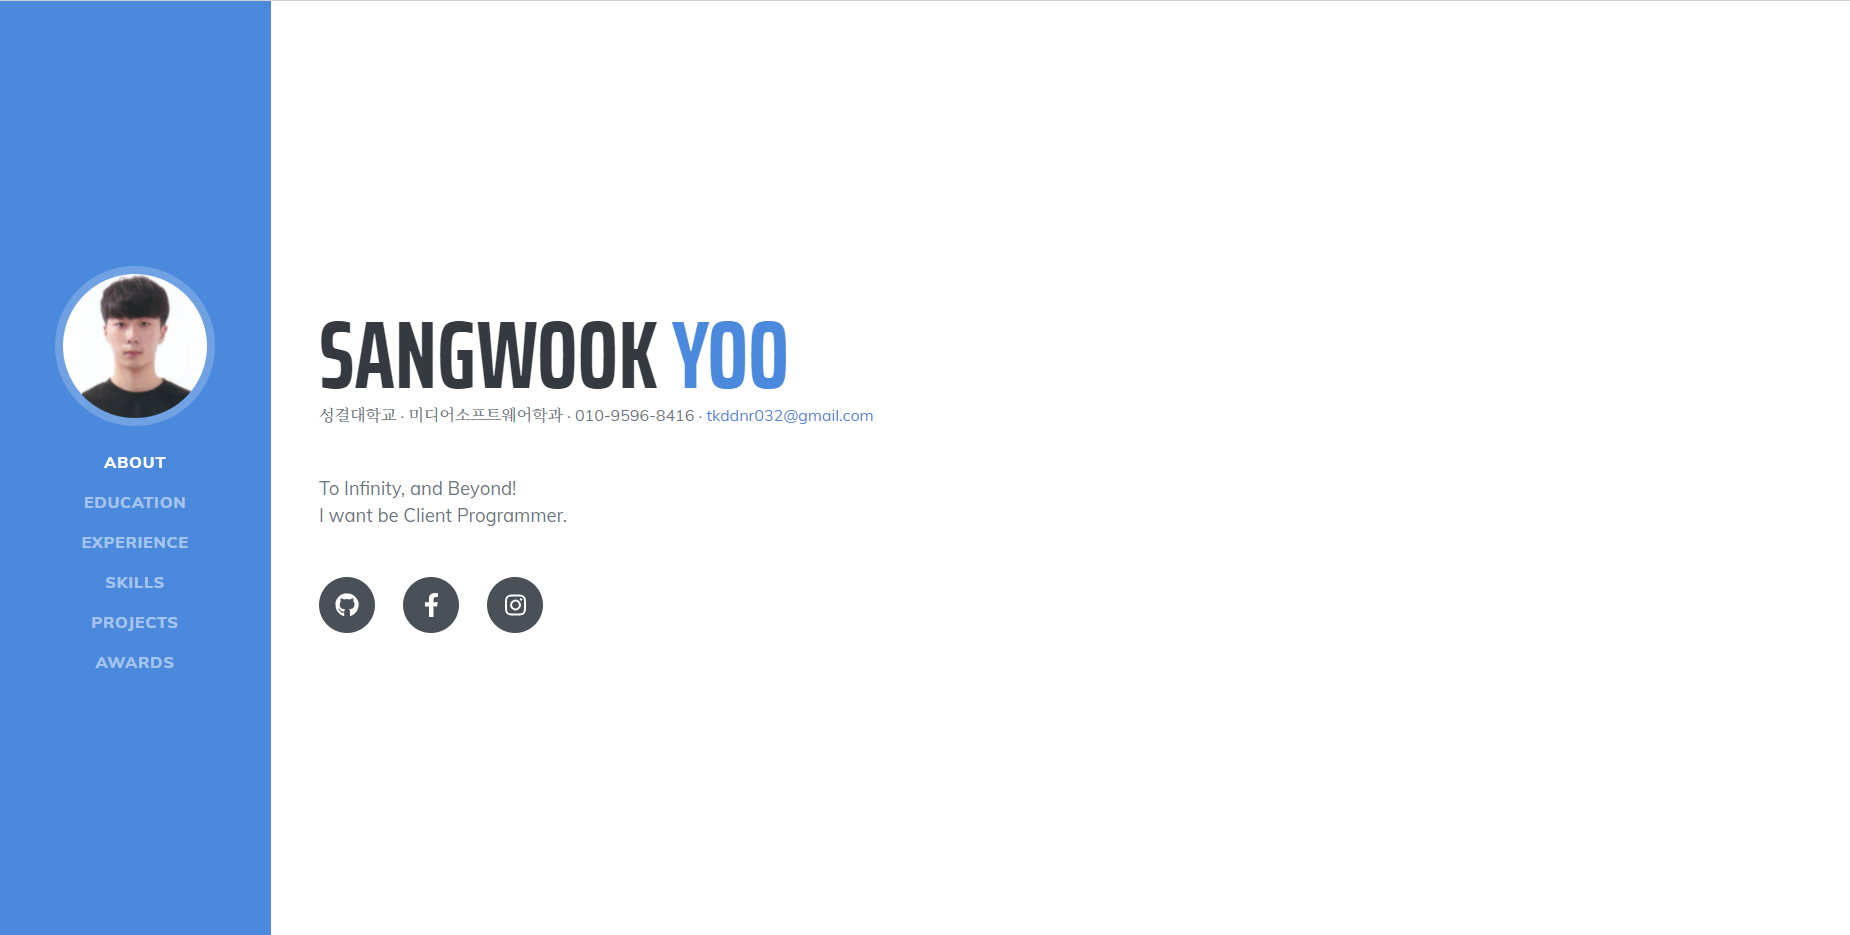 ABOUT
EDUCATION
EXPERIENCE
SKILLS
PROJECTS
AWARDS
SANGWOOK YOO
성결대학교 · 미디어소프트웨어학과 · 010-9596-8416 · tkddnr032@gmail.com
To Infinity, and Beyond!
I want be Client Programmer.